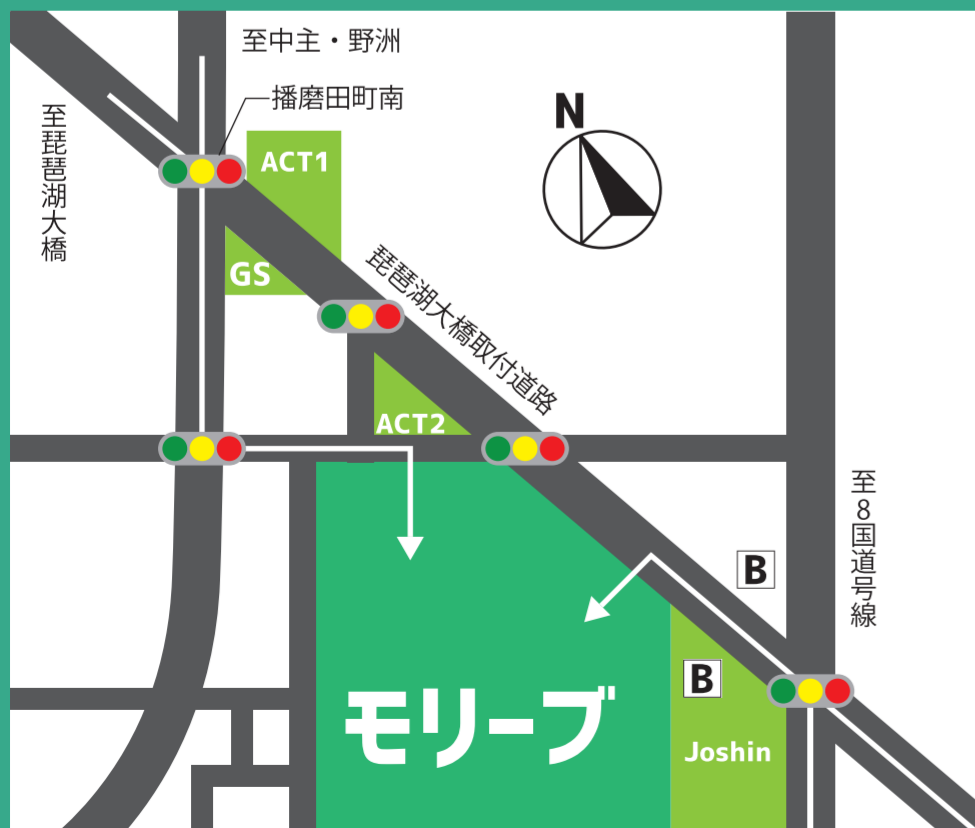 至中主・野洲
播磨田町南
至琵琶湖大橋
ACT1
N
GS
琵琶湖大橋取付道路
ACT2
至8国道号線
B
B
モリーブ
Joshin